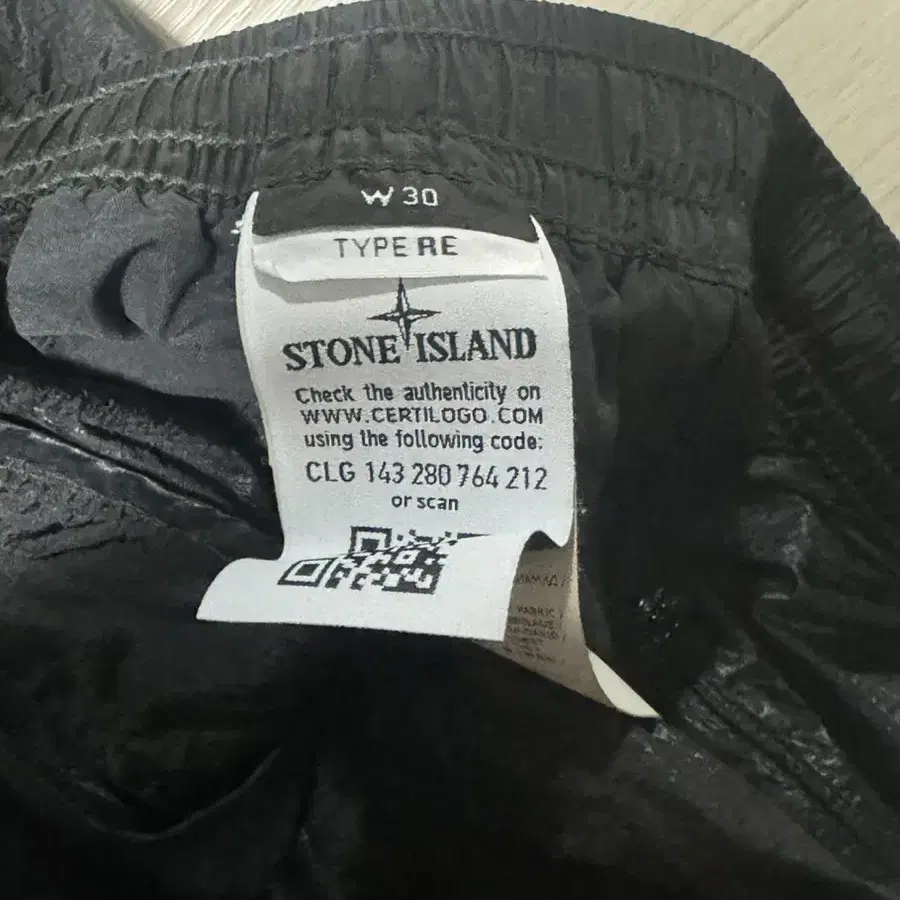 W 30
TYPE RE
STONE ISLAND
Check the authenticity on
WWW.CERTILOGO.COM
using the following code:
CLG 143 280 764 212
or scan